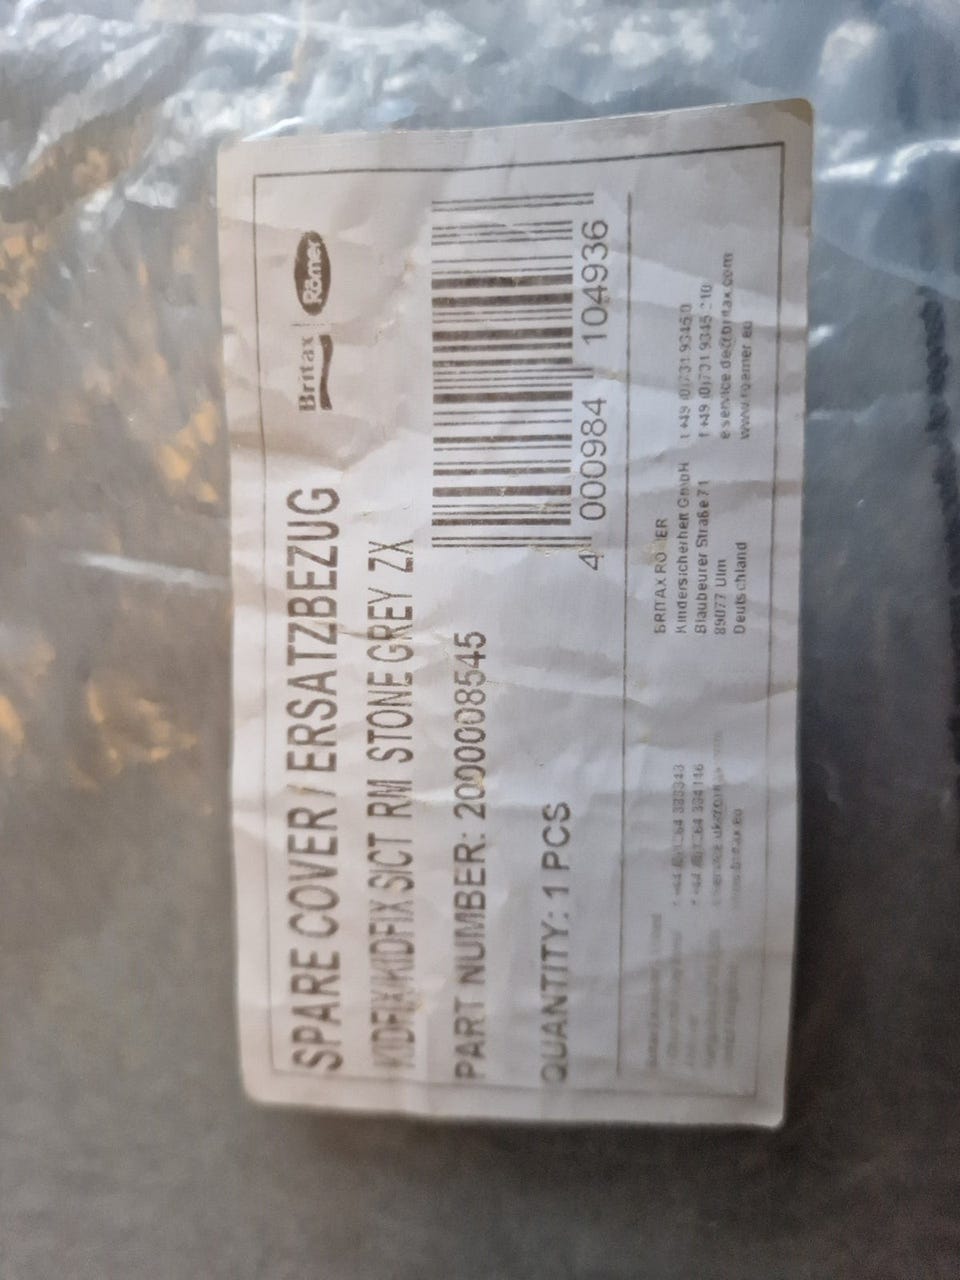 SPARE COVER / ERSATZBEZUG
Britax Römer
KIDFIX/KIDFIX SICT RM STONE GREY ZX
PART NUMBER: 2000008545
QUANTITY: 1 PCS
4 000984 104936
BRITAX RÖMER
Kindersicherheit GmbH
Blaubeurer Straße 71
89077 Ulm
Deutschland
t +49 (0)731 9345 0
f +49 (0)731 9345 210
e service.de@britax.com
www.roemer.eu